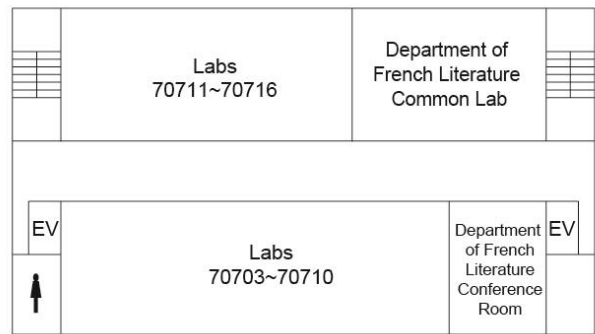 Labs
70711~70716
Department of
French Literature
Common Lab
EV
Labs
70703~70710
Department
of French
Literature
Conference
Room
EV